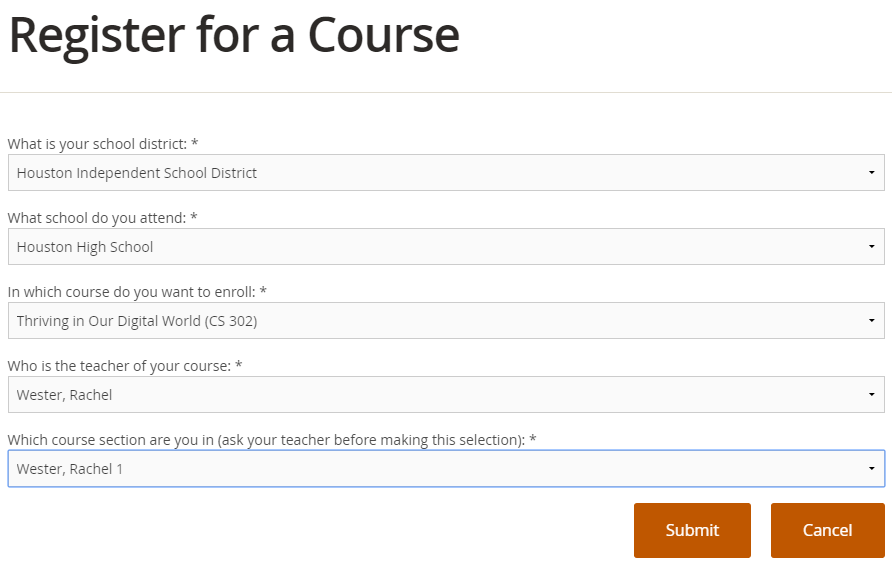 Register for a Course
What is your school district: *
Houston Independent School District
What school do you attend: *
Houston High School
In which course do you want to enroll: *
Thriving in Our Digital World (CS 302)
Who is the teacher of your course: *
Wester, Rachel
Which course section are you in (ask your teacher before making this selection): *
Wester, Rachel 1
Submit Cancel